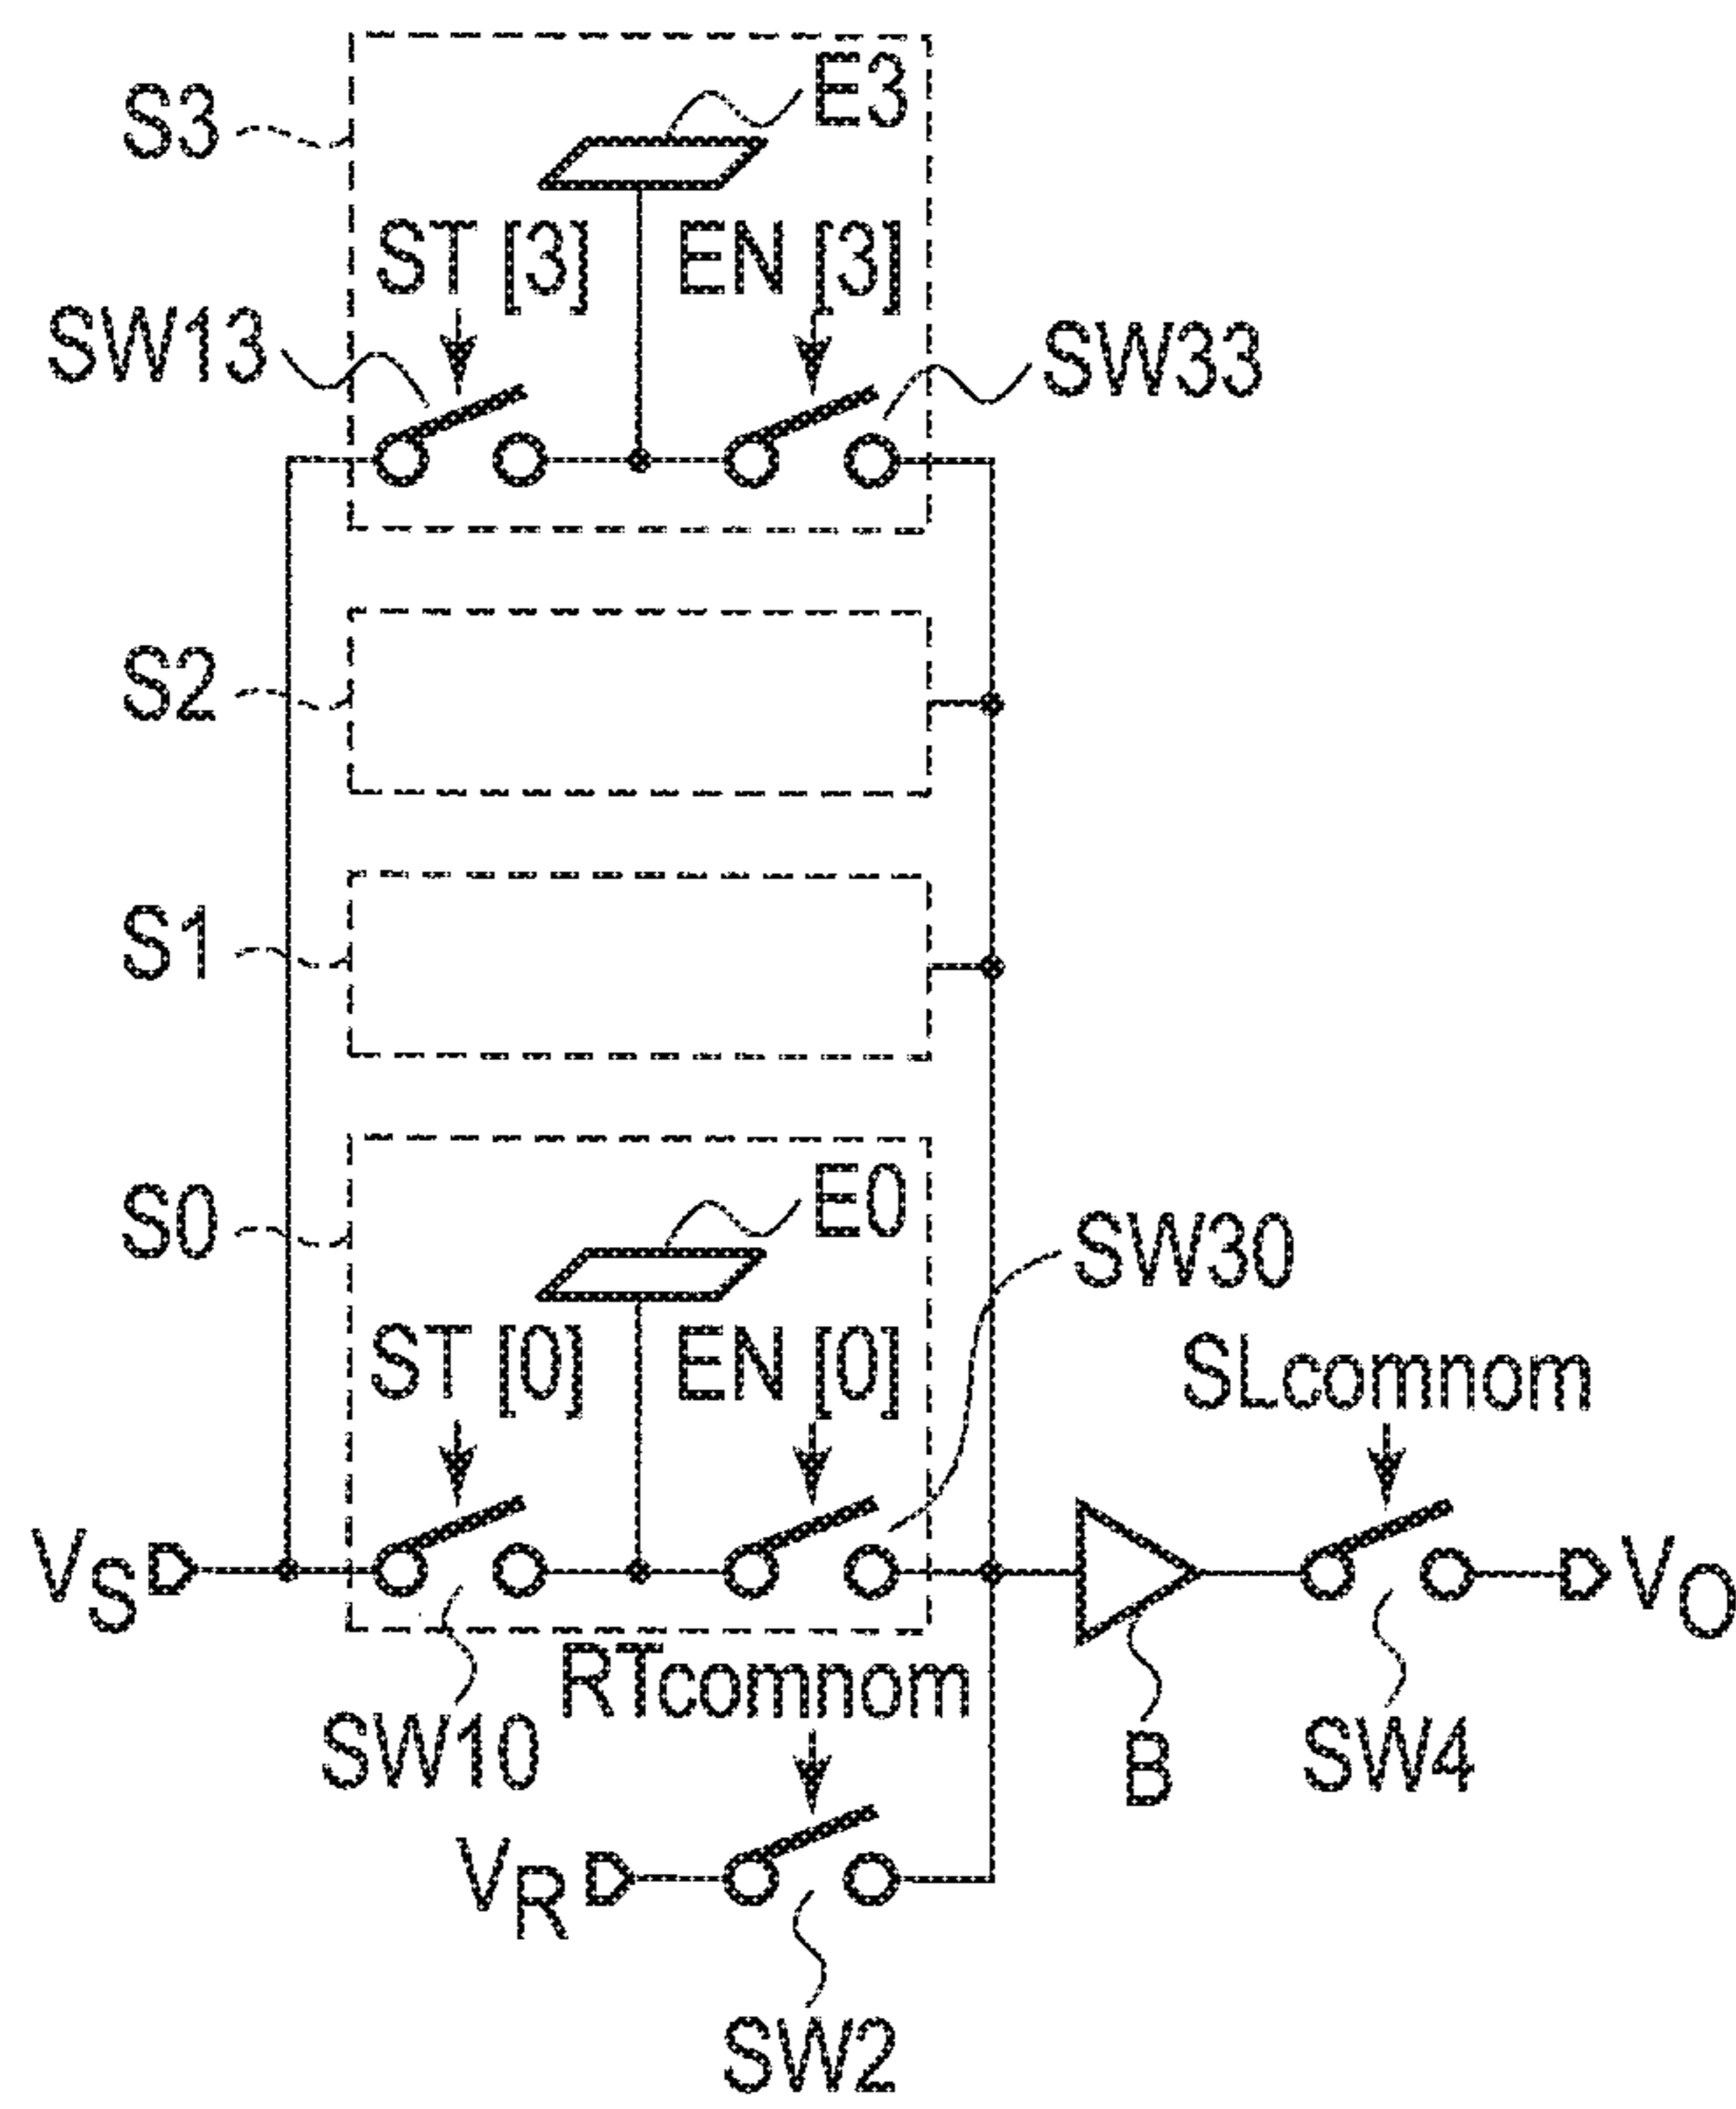 E3
S3
ST [3] EN [3]
SW13
SW33
S2
S1
E0
S0
SW30
ST [0] EN [0]
SLcomnom
VS
VO
RTcomnom
SW10
B
SW4
VR
SW2